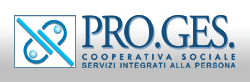 PRO.GES.
COOPERATIVA SOCIALE
SERVIZI INTEGRATI ALLA PERSONA